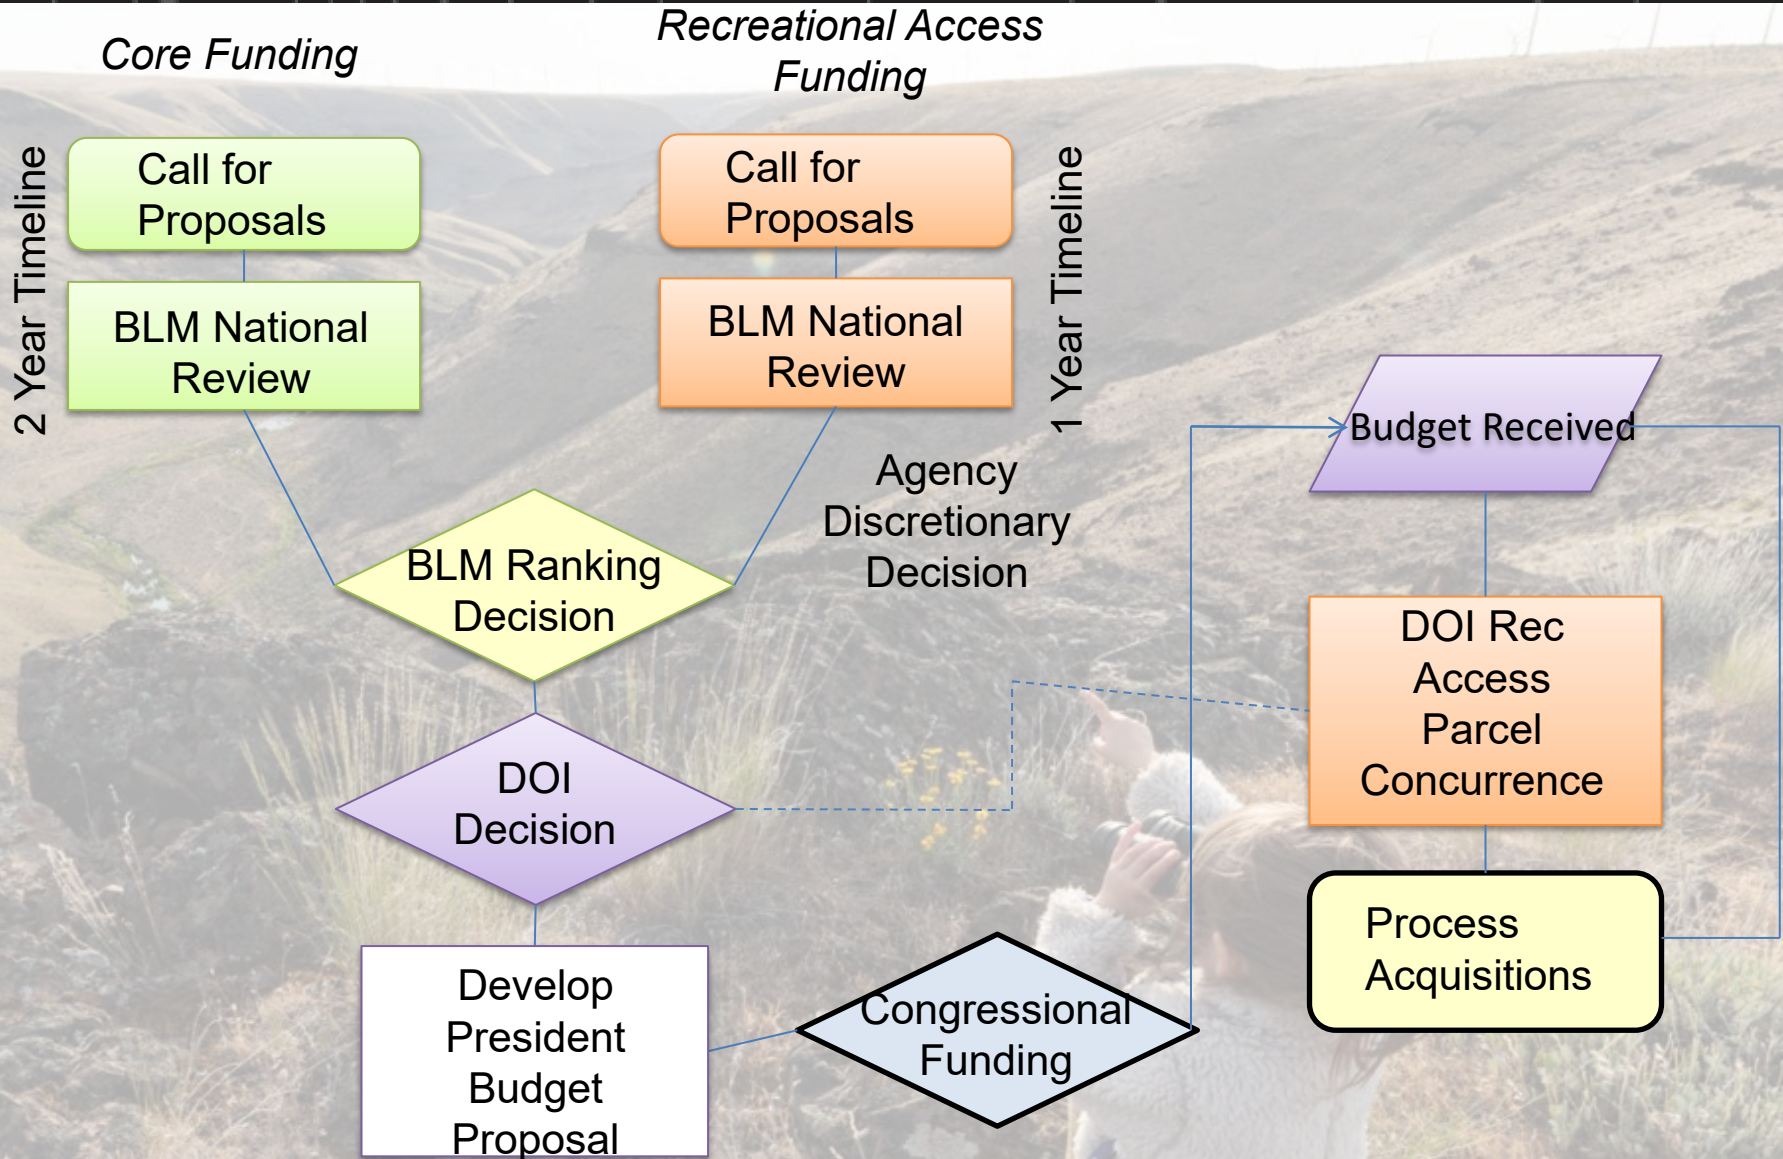 Core Funding
Recreational Access
Funding
2 Year Timeline
Call for
Proposals
BLM National
Review
Call for
Proposals
BLM National
Review
1 Year Timeline
Agency
Discretionary
Decision
BLM Ranking
Decision
DOI
Decision
Develop
President
Budget
Proposal
Congressional
Funding
Budget Received
DOI Rec
Access
Parcel
Concurrence
Process
Acquisitions